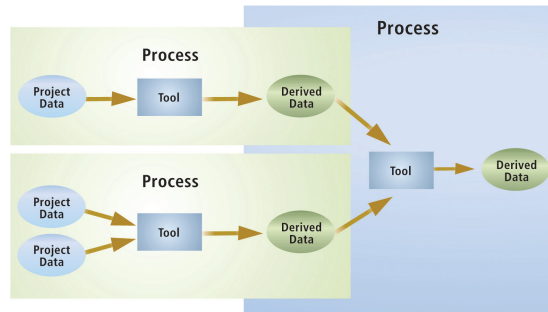 Process
Process
Project
Data
Tool
Derived
Data
Process
Project
Data
Project
Data
Tool
Derived
Data
Tool
Derived
Data